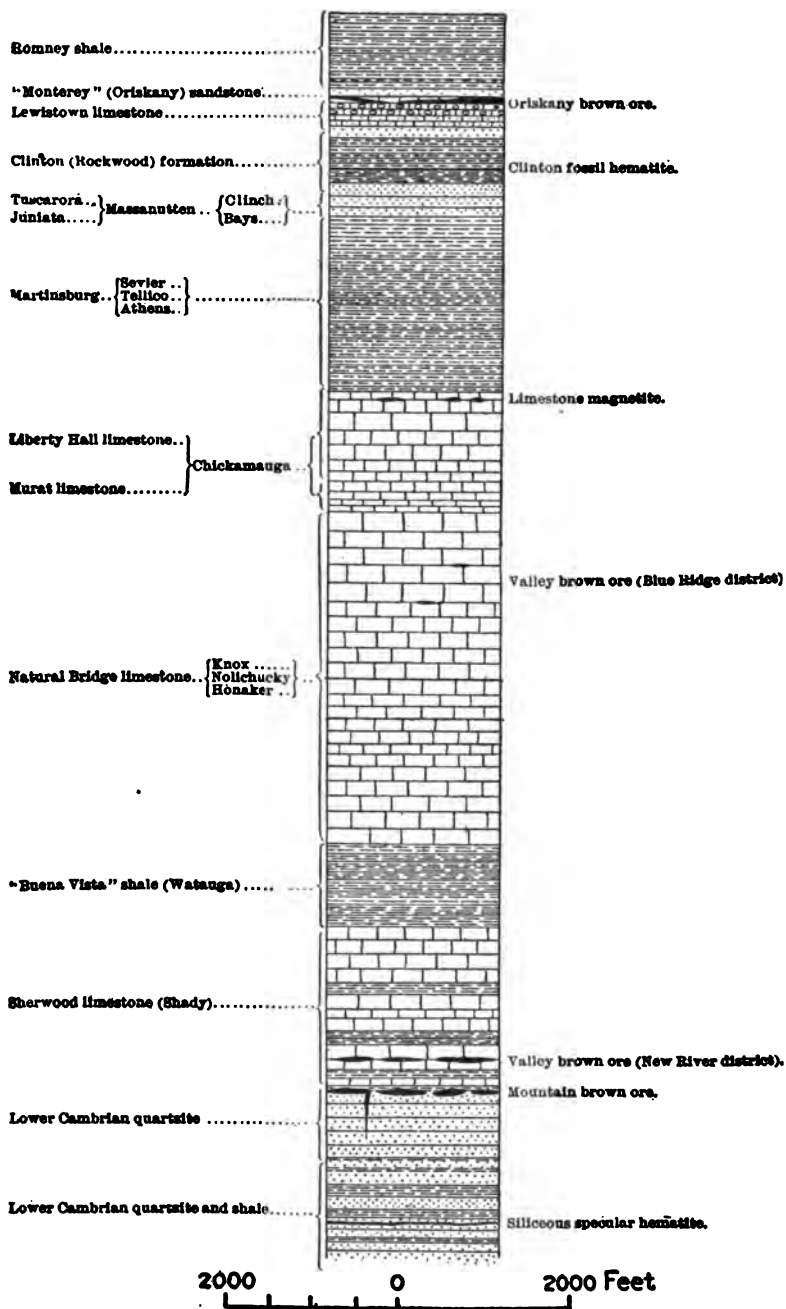 Romney shale
"Monterey" (Oriskany) sandstone
Oriskany brown ore.
Lewistown limestone
Clinton (Rockwood) formation
Clinton fossil hematite.
Tuscarora
Juniata
Massanutten
Clinch
Bays
Martinsburg
Sevier
Tellico
Athens
Limestone magnetite.
Liberty Hall limestone
Chickamauga
Murat limestone
Valley brown ore (Blue Ridge district)
Natural Bridge limestone
Knox
Nolichucky
Honaker
"Buena Vista" shale (Watauga)
Sherwood limestone (Shady)
Valley brown ore (New River district).
Mountain brown ore.
Lower Cambrian quartzite
Lower Cambrian quartzite and shale
Siliceous specular hematite.
2000 0 2000 Feet